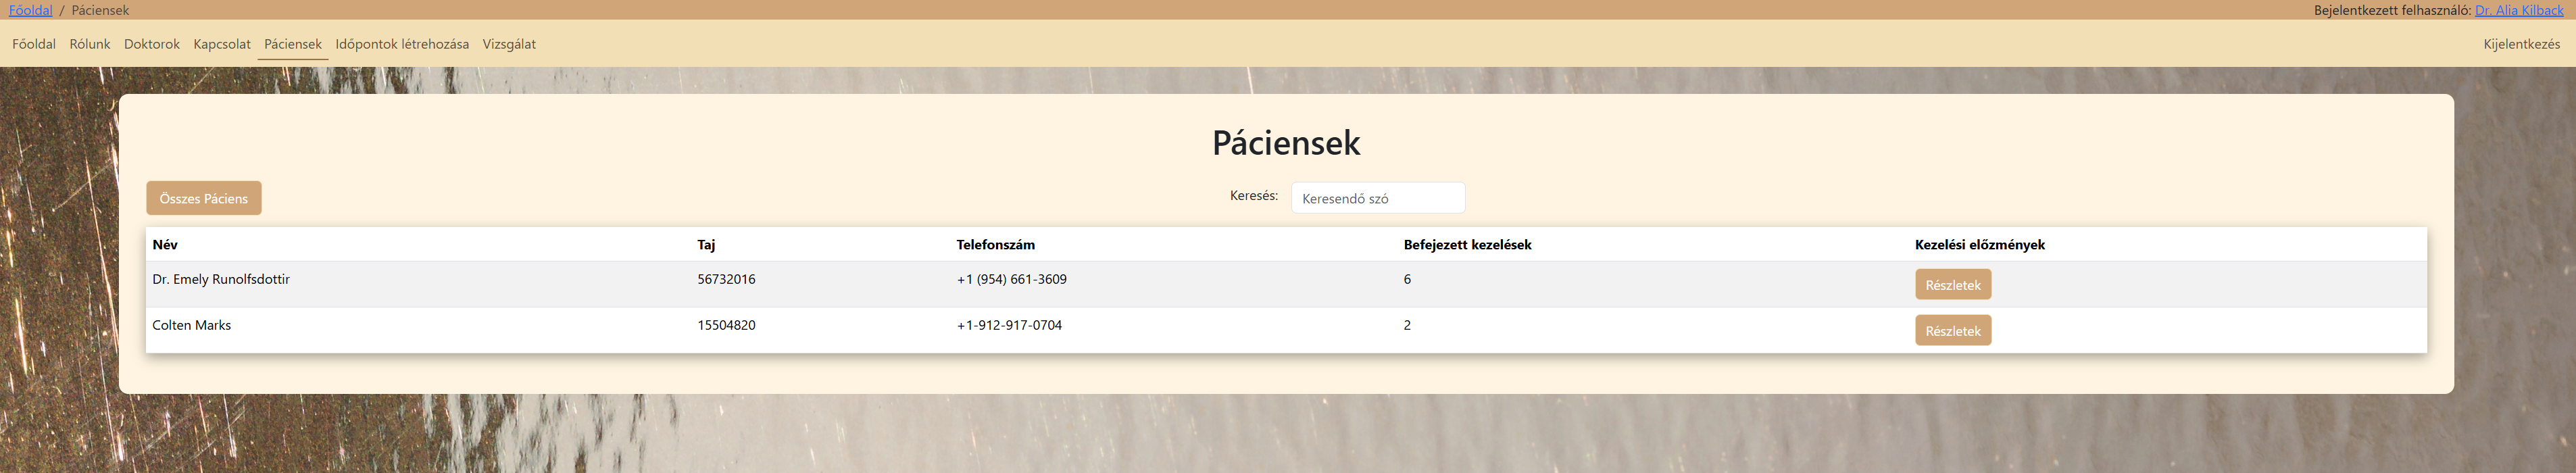 Főoldal / Páciensek Bejelentkezett felhasználó: Dr. Alia Kilback
Főoldal Rólunk Doktorok Kapcsolat Páciensek Időpontok létrehozása Vizsgálat Kijelentkezés
Páciensek
Összes Páciens Keresés: Keresendő szó
Név Taj Telefonszám Befejezett kezelések Kezelési előzmények
Dr. Emely Runolfsdottir 56732016 +1 (954) 661-3609 6 Részletek
Colten Marks 15504820 +1-912-917-0704 2 Részletek